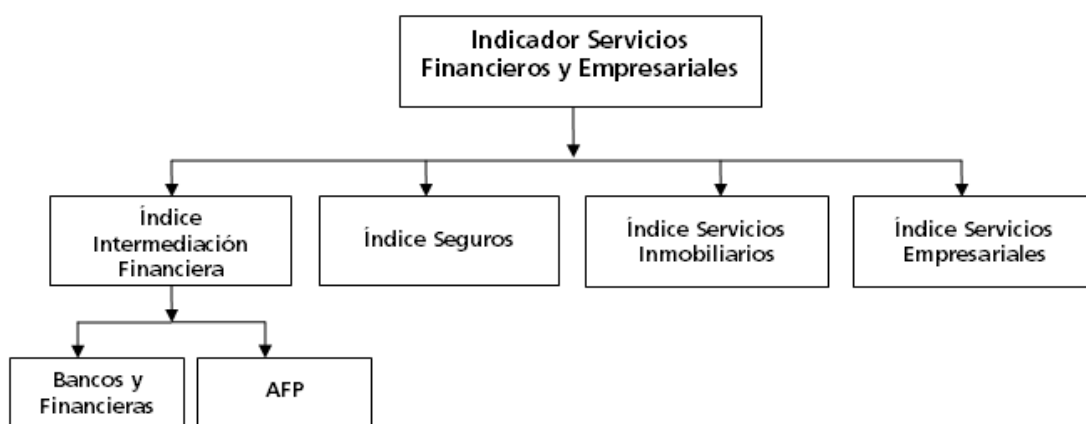 Indicador Servicios
Financieros y Empresariales
Índice
Intermediación
Financiera
Índice Seguros
Índice Servicios
Inmobiliarios
Índice Servicios
Empresariales
Bancos y
Financieras
AFP